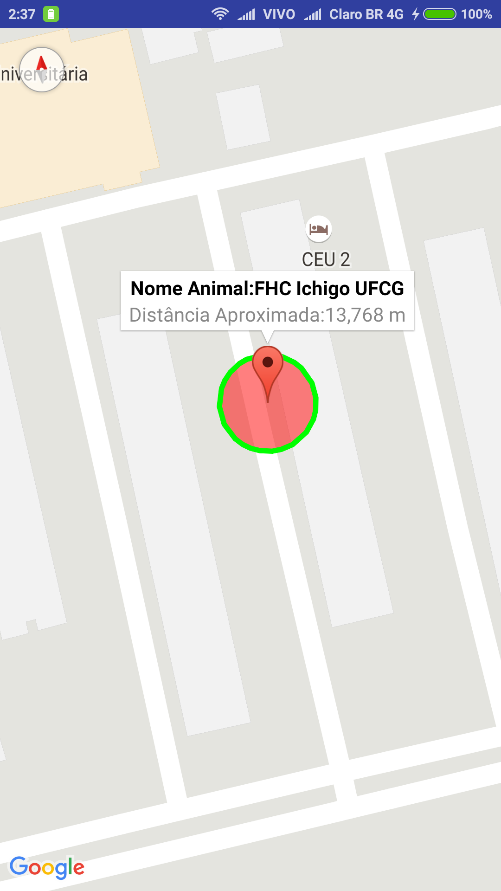 2:37 VIVO Claro BR 4G 100%
niversitária
CEU 2
Nome Animal:FHC Ichigo UFCG
Distância Aproximada:13,768 m
Google